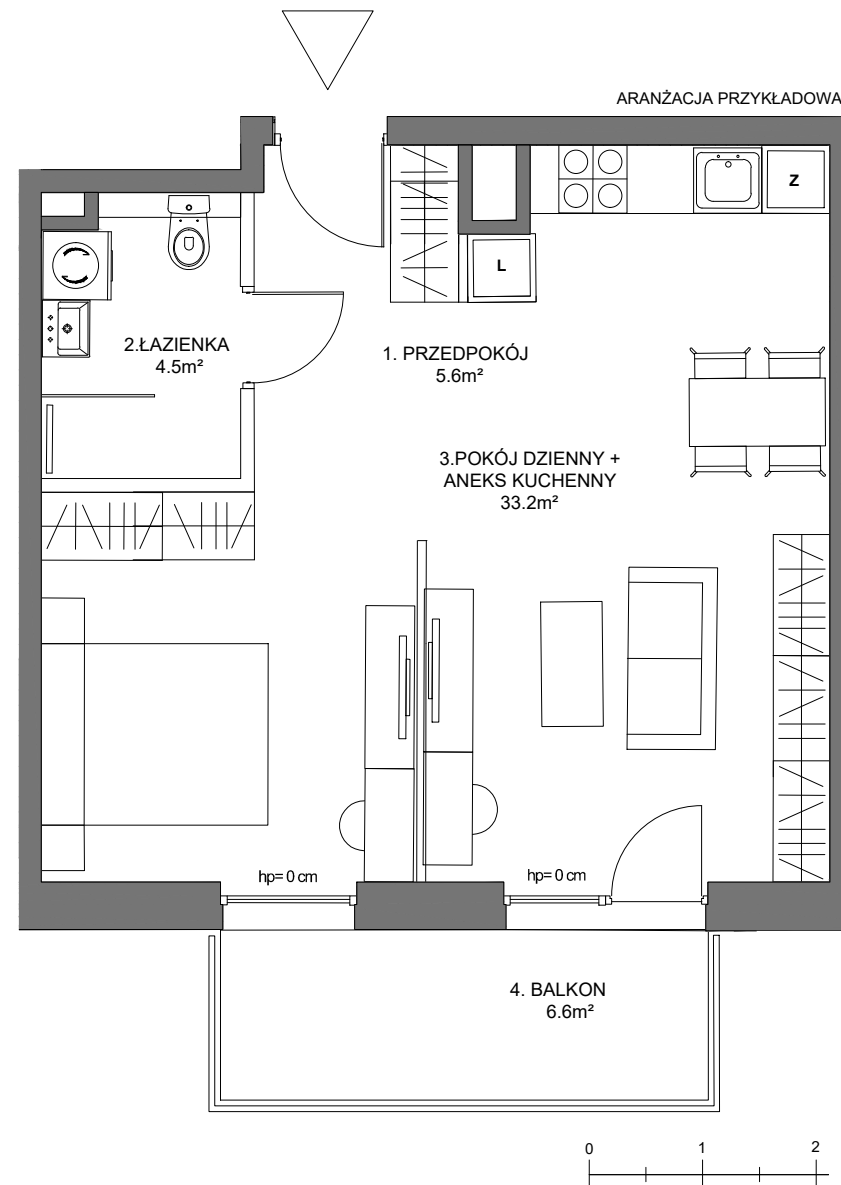 ARANŻACJA PRZYKŁADOWA
Z
L
2.ŁAZIENKA
4.5m²
1. PRZEDPOKÓJ
5.6m²
3.POKÓJ DZIENNY +
ANEKS KUCHENNY
33.2m²
hp= 0 cm
hp= 0 cm
4. BALKON
6.6m²
0 1 2